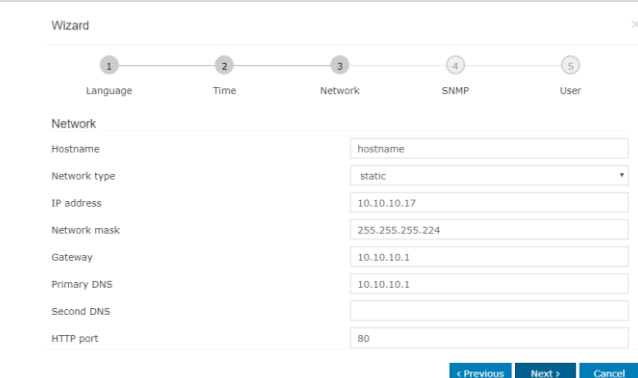 Wizard ×
1 2 3 4 5
Language Time Network SNMP User
Network
Hostname hostname
Network type static
IP address 10.10.10.17
Network mask 255.255.255.224
Gateway 10.10.10.1
Primary DNS 10.10.10.1
Second DNS
HTTP port 80
‹ Previous Next › Cancel